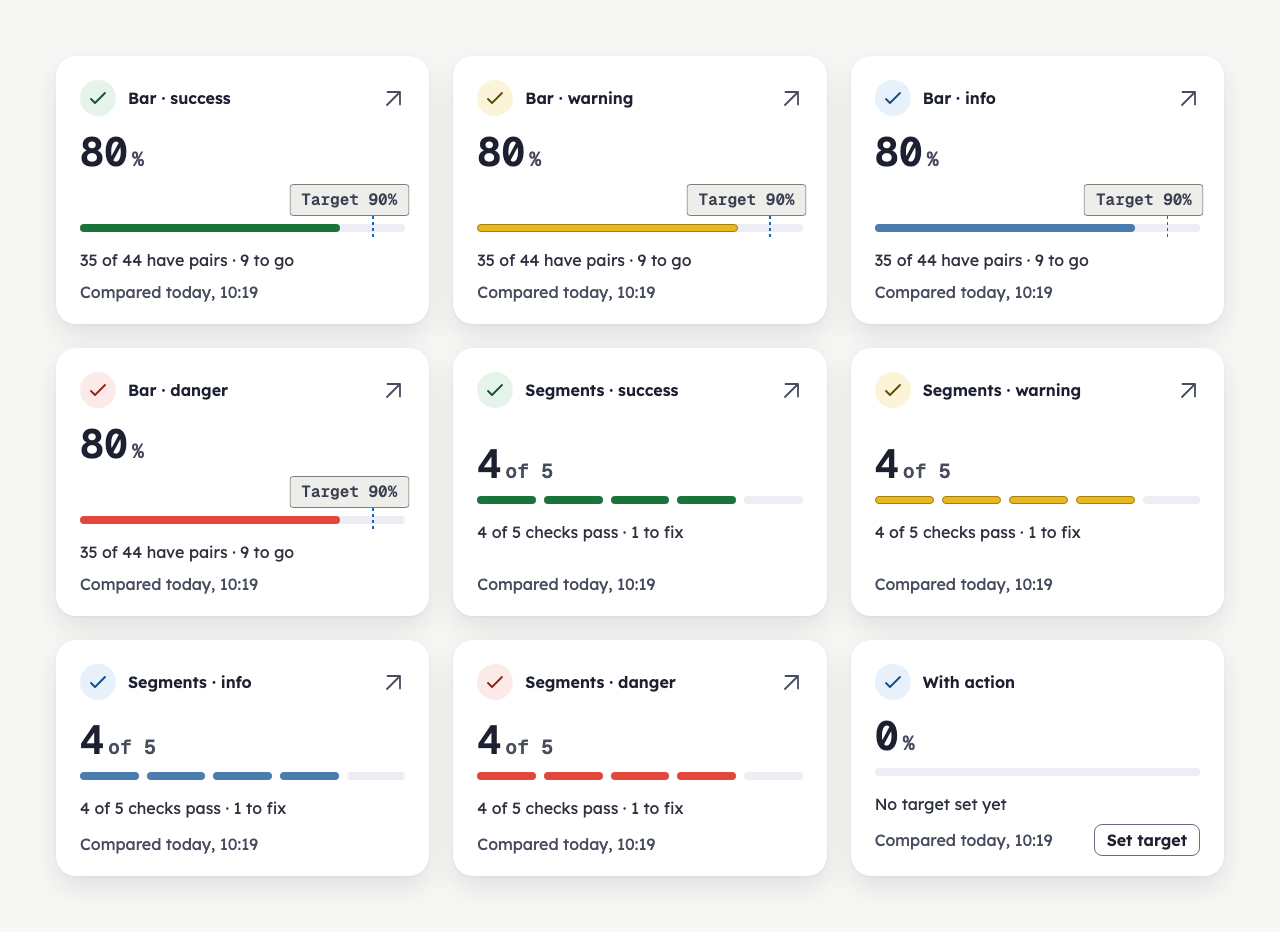 Bar · success
80 %
Target 90%
35 of 44 have pairs · 9 to go
Compared today, 10:19
Bar · warning
80 %
Target 90%
35 of 44 have pairs · 9 to go
Compared today, 10:19
Bar · info
80 %
Target 90%
35 of 44 have pairs · 9 to go
Compared today, 10:19
Bar · danger
80 %
Target 90%
35 of 44 have pairs · 9 to go
Compared today, 10:19
Segments · success
4 of 5
4 of 5 checks pass · 1 to fix
Compared today, 10:19
Segments · warning
4 of 5
4 of 5 checks pass · 1 to fix
Compared today, 10:19
Segments · info
4 of 5
4 of 5 checks pass · 1 to fix
Compared today, 10:19
Segments · danger
4 of 5
4 of 5 checks pass · 1 to fix
Compared today, 10:19
With action
0 %
No target set yet
Compared today, 10:19
Set target